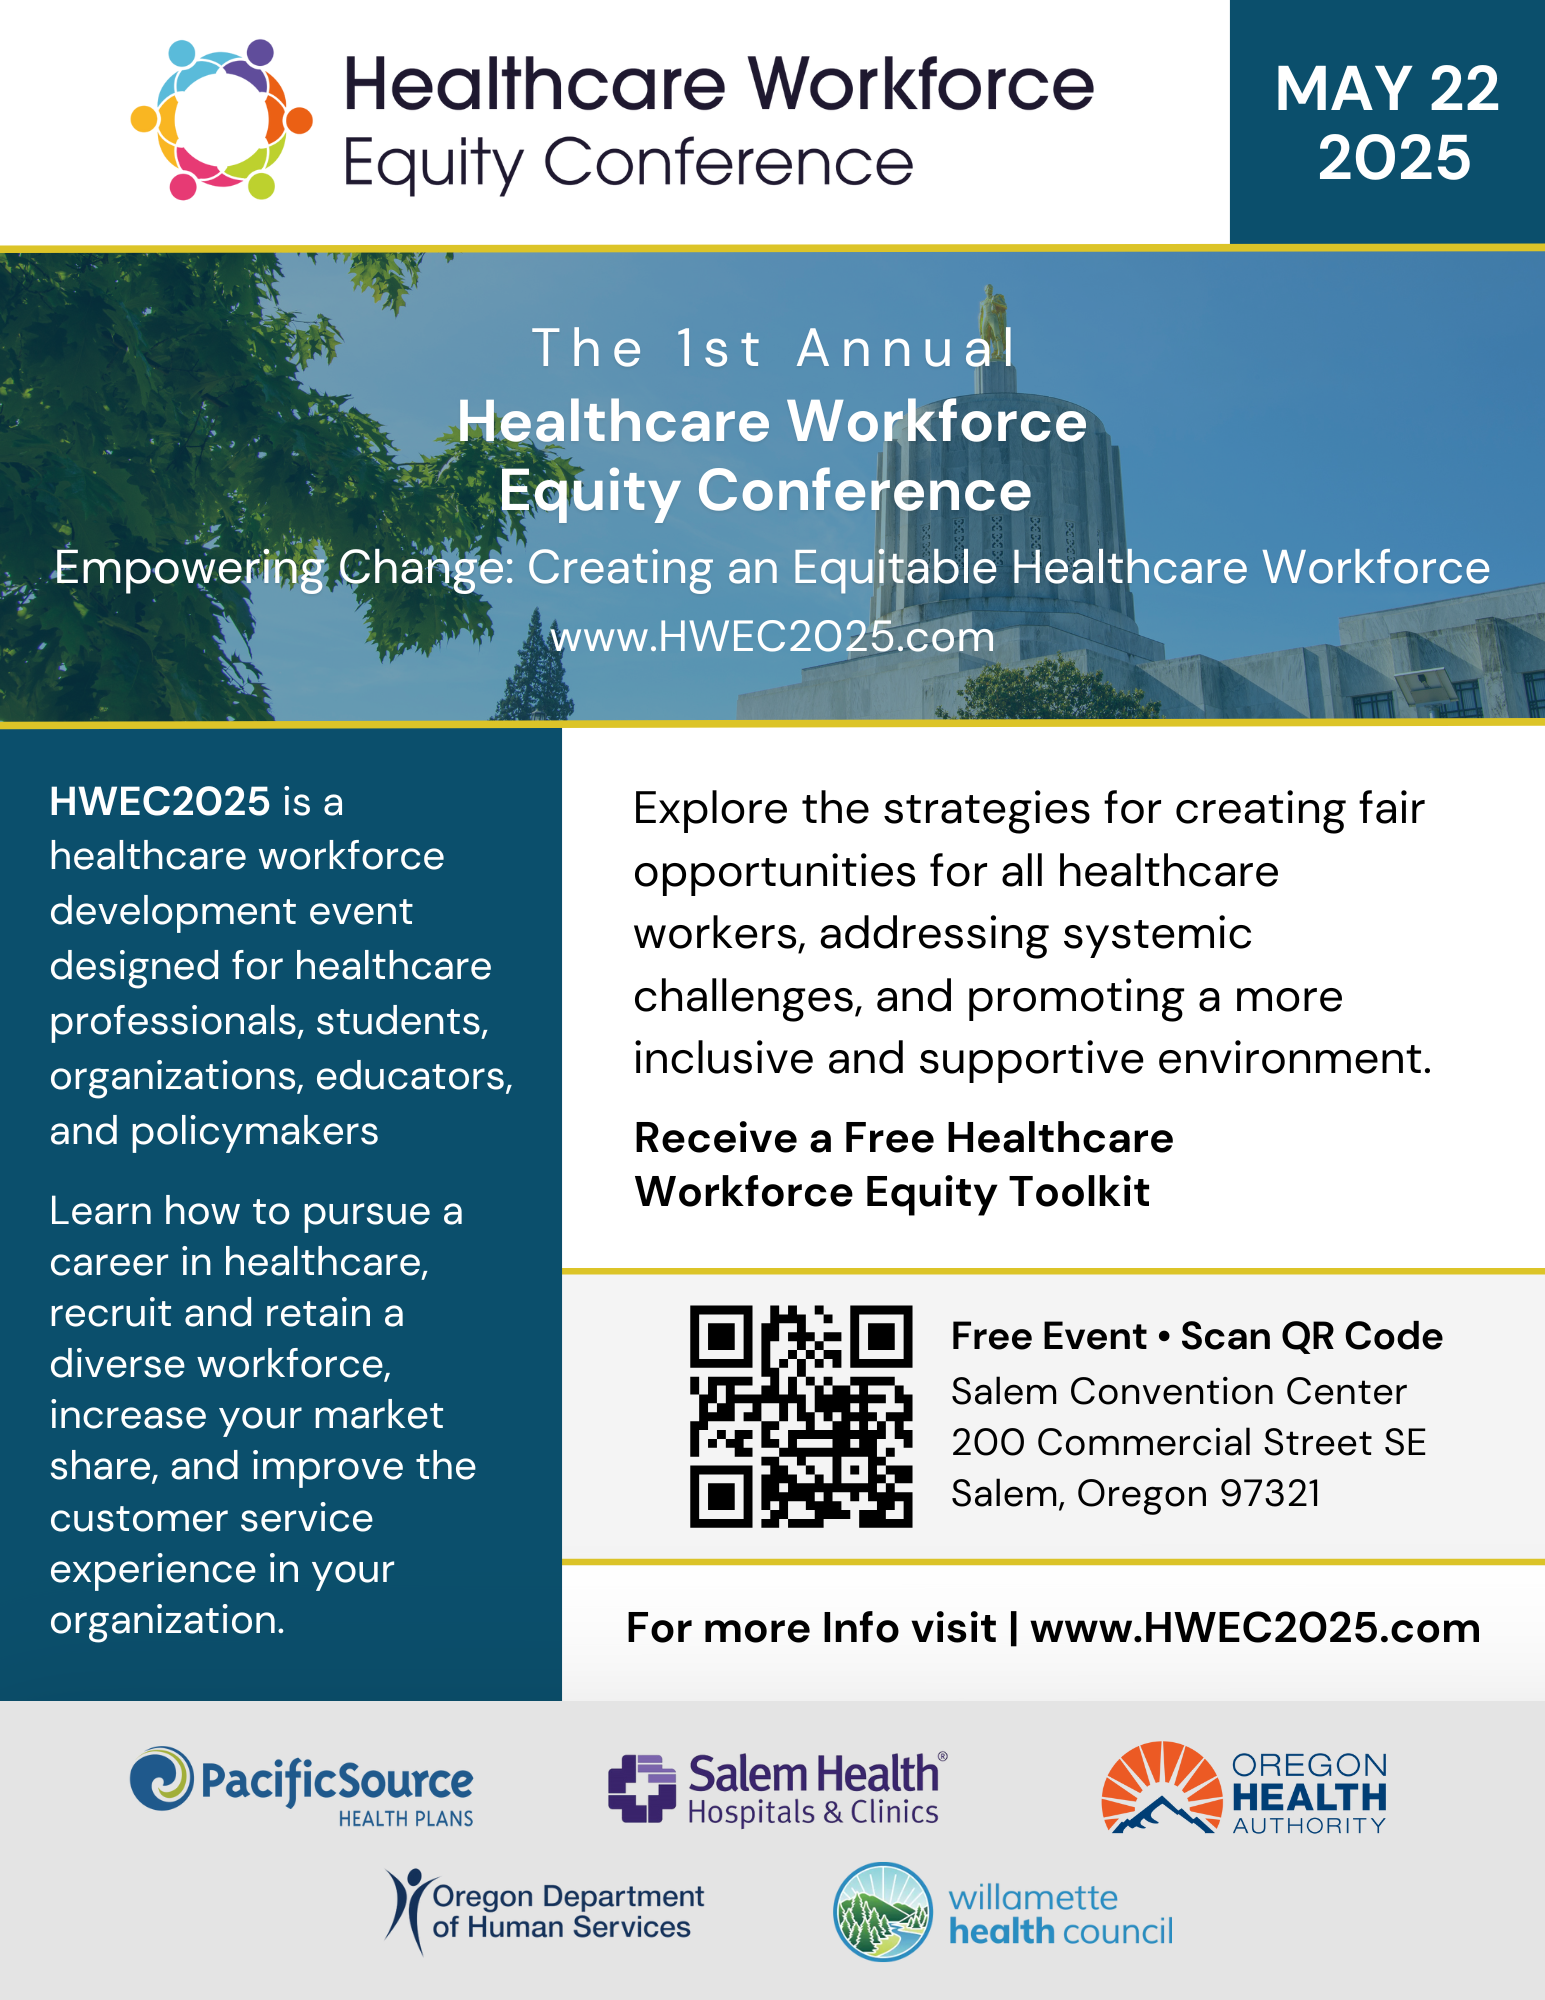 Healthcare Workforce
Equity Conference
MAY 22
2025
The 1st Annual
Healthcare Workforce
Equity Conference
Empowering Change: Creating an Equitable Healthcare Workforce
www.HWEC2025.com
HWEC2025 is a
healthcare workforce
development event
designed for healthcare
professionals, students,
organizations, educators,
and policymakers
Learn how to pursue a
career in healthcare,
recruit and retain a
diverse workforce,
increase your market
share, and improve the
customer service
experience in your
organization.
Explore the strategies for creating fair
opportunities for all healthcare
workers, addressing systemic
challenges, and promoting a more
inclusive and supportive environment.
Receive a Free Healthcare
Workforce Equity Toolkit
Free Event • Scan QR Code
Salem Convention Center
200 Commercial Street SE
Salem, Oregon 97321
For more Info visit | www.HWEC2025.com
PacificSource
HEALTH PLANS
Salem Health®
Hospitals & Clinics
OREGON
HEALTH
AUTHORITY
Oregon Department
of Human Services
willamette
health council